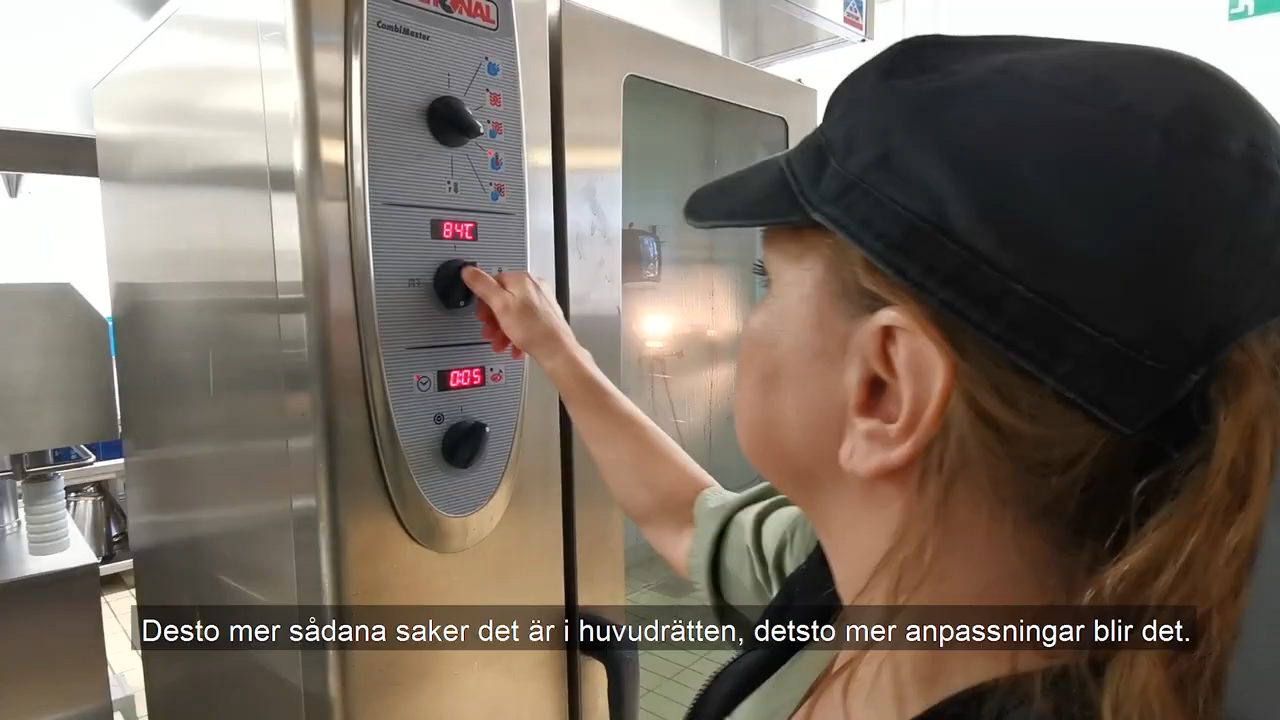 CombiMaster
84°C
0:05
Desto mer sådana saker det är i huvudrätten, detsto mer anpassningar blir det.